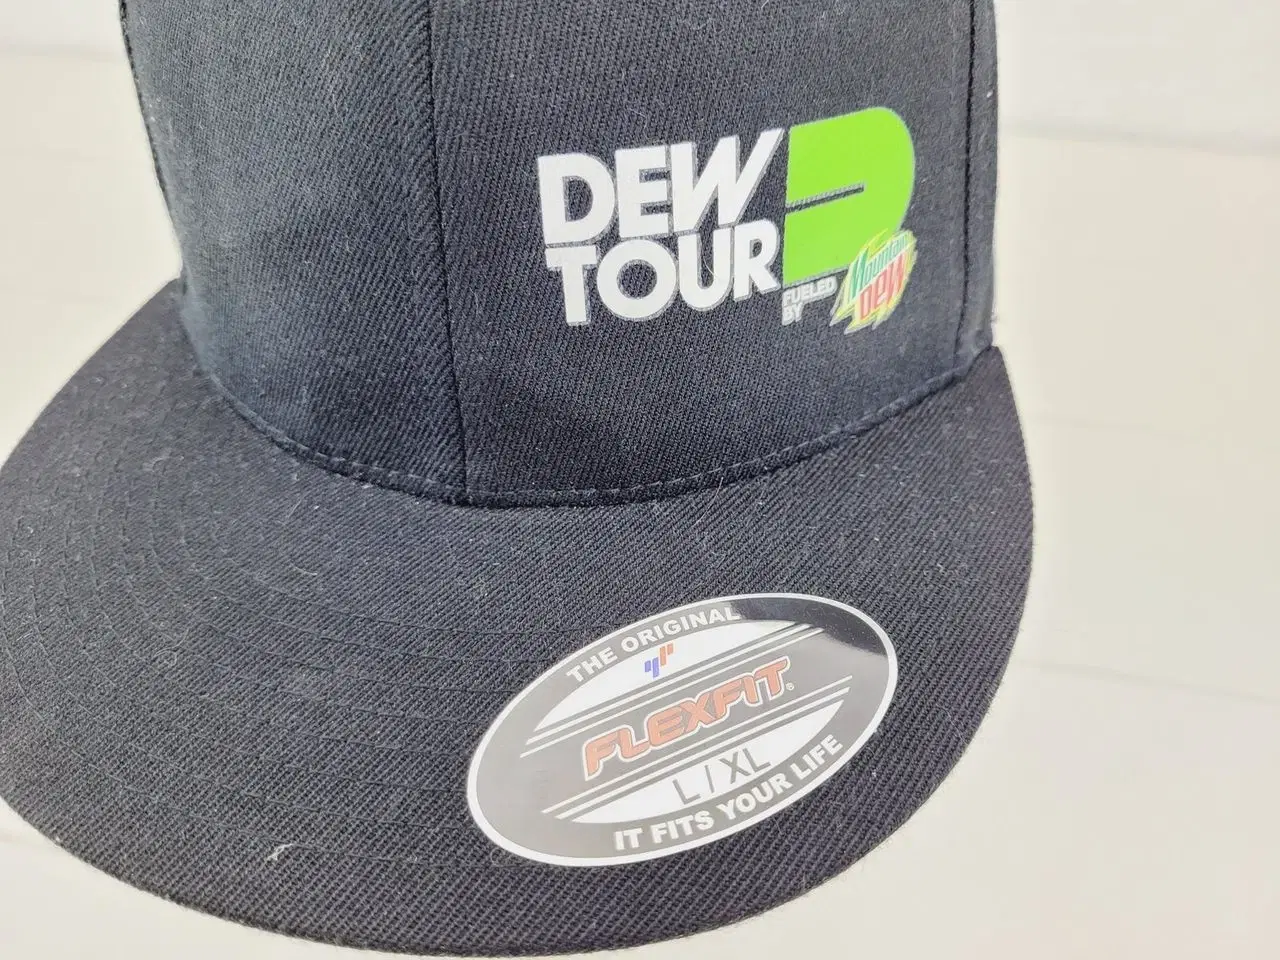 DEW
TOUR
FUELED
BY
Mountain
DEW
THE ORIGINAL
FLEXFIT®
L / XL
IT FITS YOUR LIFE